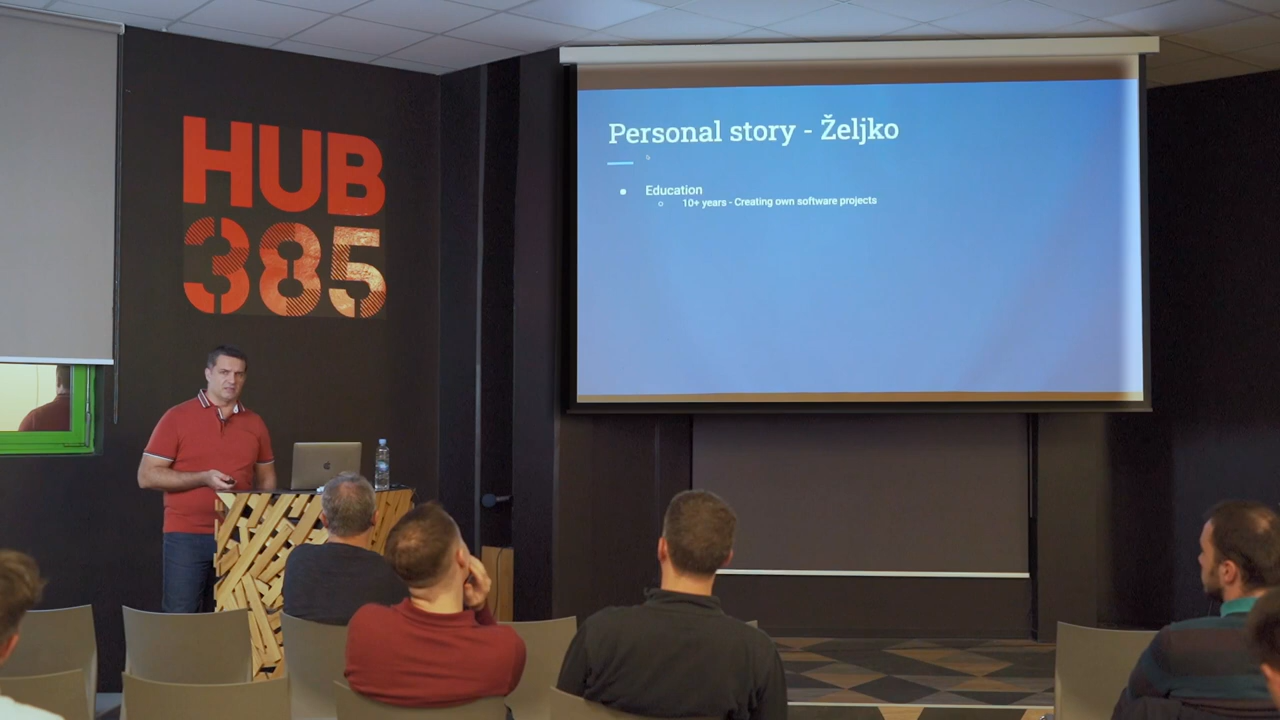 HUB
385
Personal story - Željko
Education
10+ years - Creating own software projects